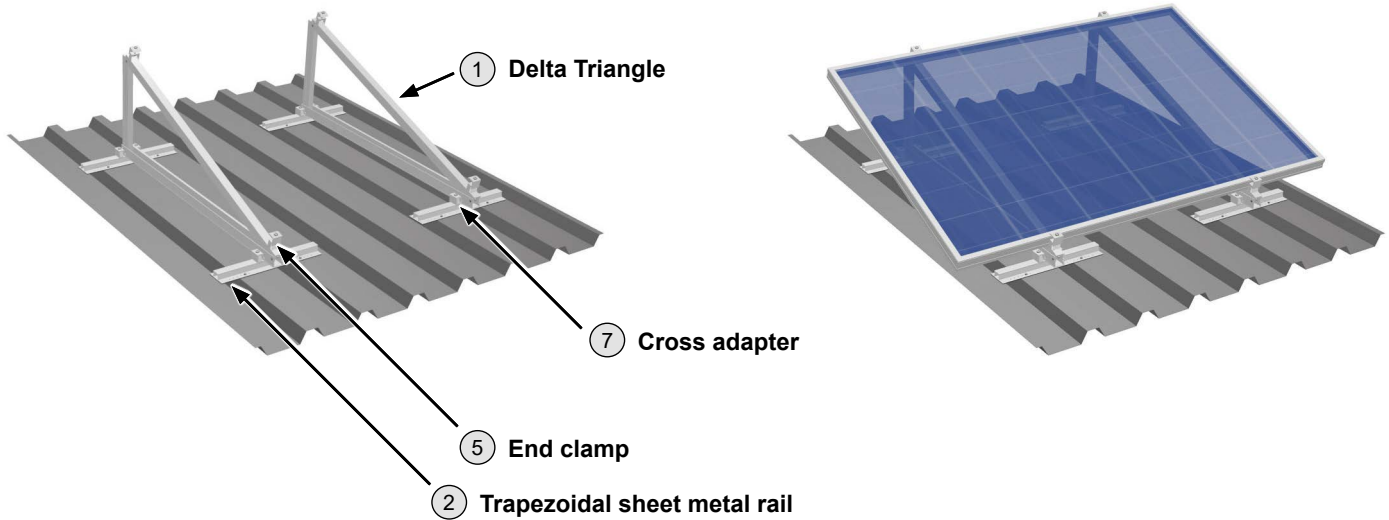 1 Delta Triangle
7 Cross adapter
5 End clamp
2 Trapezoidal sheet metal rail